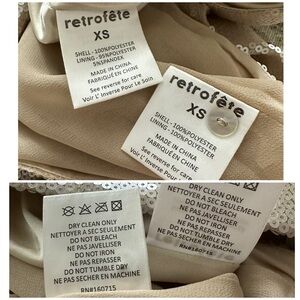 retrofête
XS
SHELL - 100%POLYESTER
LINING - 95%POLYESTER
5%SPANDEX
MADE IN CHINA
FABRIQUÉ EN CHINE
See reverse for care
Voir L' Inverse Pour Le Soin
retrofête
XS
SHELL - 100%POLYESTER
LINING - 100%POLYESTER
MADE IN CHINA
FABRIQUÉ EN CHINE
See reverse for care
Voir L' Inverse Pour Le Soin
DRY CLEAN ONLY
NETTOYER A SEC SEULEMENT
DO NOT BLEACH
NE PAS JAVELLISER
DO NOT IRON
NE PAS REPASSER
DO NOT TUMBLE DRY
NE PAS SECHER EN MACHINE
RN#160715
DRY CLEAN ONLY
NETTOYER A SEC SEULEMENT
DO NOT BLEACH
NE PAS JAVELLISER
DO NOT IRON
NE PAS REPASSER
DO NOT TUMBLE DRY
NE PAS SECHER EN MACHINE
RN#160715